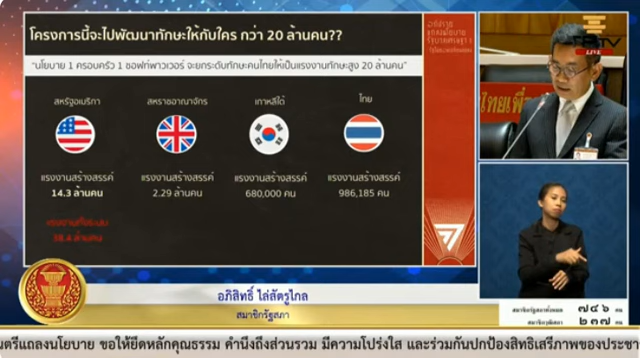 โครงการนี้จะไปพัฒนาทักษะให้กับใคร กว่า 20 ล้านคน??
"นโยบาย 1 ครอบครัว 1 ซอฟท์พาวเวอร์ จะยกระดับทักษะคนไทยให้เป็นแรงงานทักษะสูง 20 ล้านคน"
สหรัฐอเมริกา
สหราชอาณาจักร
เกาหลีใต้
ไทย
แรงงานสร้างสรรค์
14.3 ล้านคน
แรงงานสร้างสรรค์
2.29 ล้านคน
แรงงานสร้างสรรค์
680,000 คน
แรงงานสร้างสรรค์
986,185 คน
LIVE
อภิสิทธิ์ ไล่สัตรูไกล
สมาชิกรัฐสภา
๗๔๖ คน
๒๓๗ คน
นตรีแถลงนโยบาย ขอให้ยึดหลักคุณธรรม คำนึงถึงส่วนรวม มีความโปร่งใส และร่วมกันปกป้องสิทธิเสรีภาพของประชา